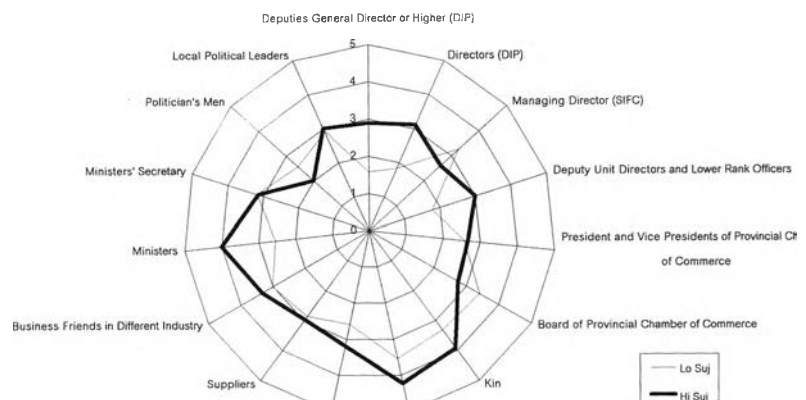 Deputies General Director or Higher (DIP)
Local Political Leaders
5
Directors (DIP)
4
Politician's Men
Managing Director (SIFC)
3
2
Ministers' Secretary
Deputy Unit Directors and Lower Rank Officers
1
0
President and Vice Presidents of Provincial Ch
of Commerce
Ministers
Business Friends in Different Industry
Board of Provincial Chamber of Commerce
Lo Suj
Suppliers
Kin
Hi Suj